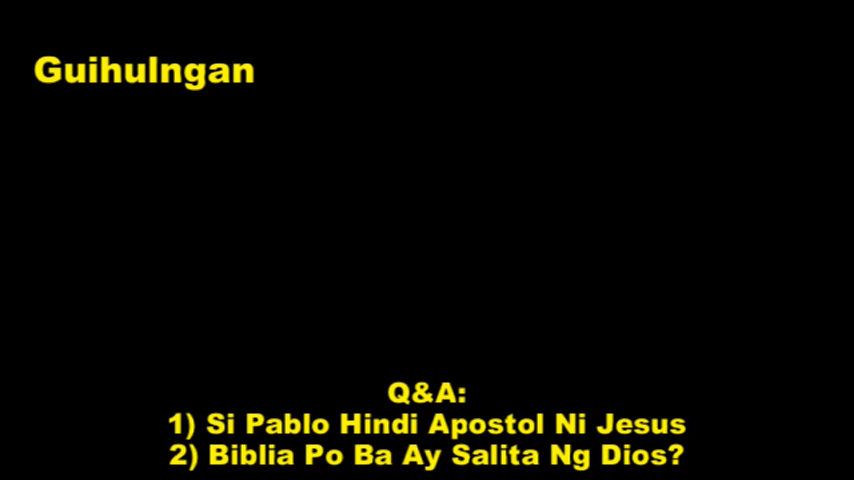 Guihulngan
Q&A:
1) Si Pablo Hindi Apostol Ni Jesus
2) Biblia Po Ba Ay Salita Ng Dios?